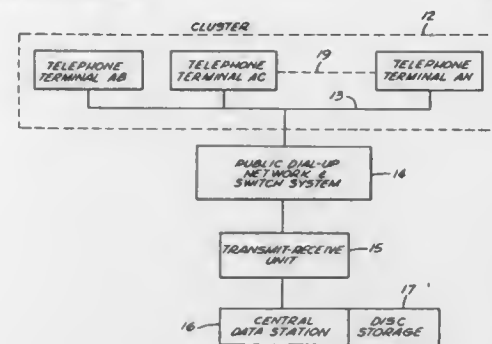 CLUSTER
12
TELEPHONE
TERMINAL AB
TELEPHONE
TERMINAL AC
19
TELEPHONE
TERMINAL AN
13
PUBLIC DIAL-UP
NETWORK &
SWITCH SYSTEM
14
TRANSMIT-RECEIVE
UNIT
15
16
CENTRAL
DATA STATION
17
DISC
STORAGE